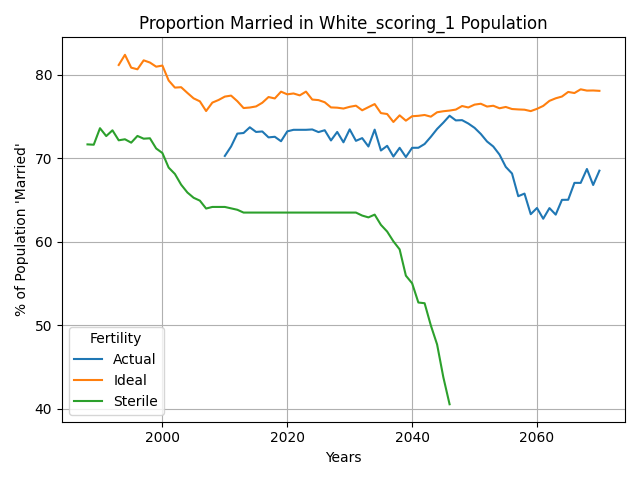 Proportion Married in White_scoring_1 Population
% of Population 'Married'
80
70
60
50
40
Fertility
Actual
Ideal
Sterile
2000 2020 2040 2060
Years